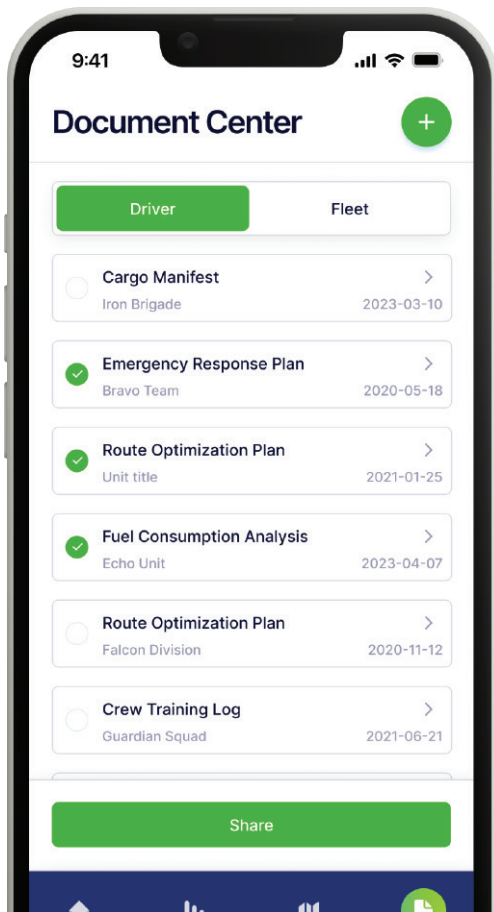 9:41
Document Center
+
Driver Fleet
Cargo Manifest
Iron Brigade 2023-03-10
Emergency Response Plan
Bravo Team 2020-05-18
Route Optimization Plan
Unit title 2021-01-25
Fuel Consumption Analysis
Echo Unit 2023-04-07
Route Optimization Plan
Falcon Division 2020-11-12
Crew Training Log
Guardian Squad 2021-06-21
Share